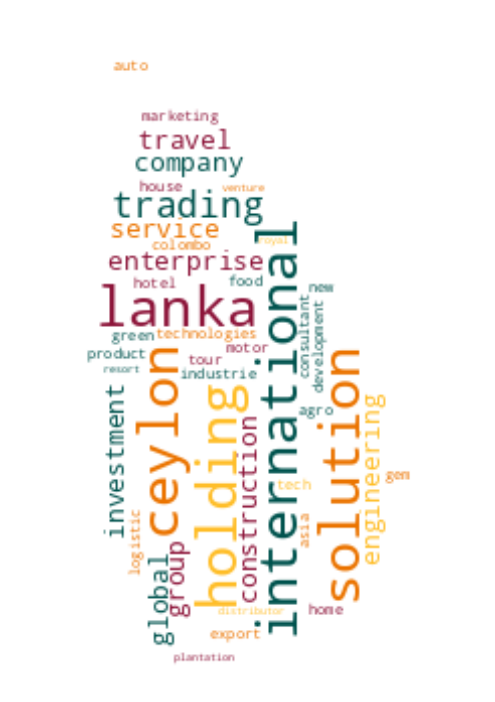 auto
marketing
travel
company
house
venture
trading
service
royal
colombo
enterprise
hotel
food
new
lanka
international
consultant
development
green
technologies
motor
product
tour
resort
industrie
ceylon
solution
investment
holding
agro
construction
engineering
gem
tech
logistic
asia
group
global
distributor
home
export
plantation